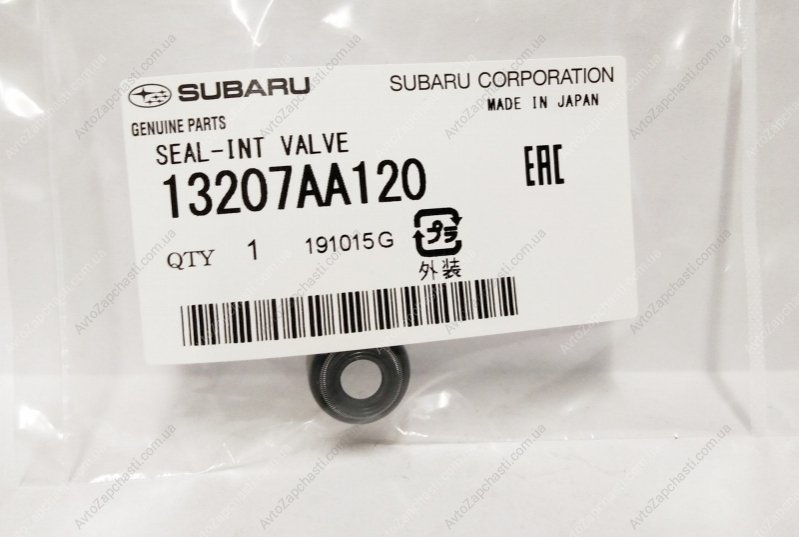 SUBARU
SUBARU CORPORATION
MADE IN JAPAN
GENUINE PARTS
SEAL-INT VALVE
13207AA120
EAC
QTY 1 191015G
プラ
外装
AvtoZapchasti.com.ua